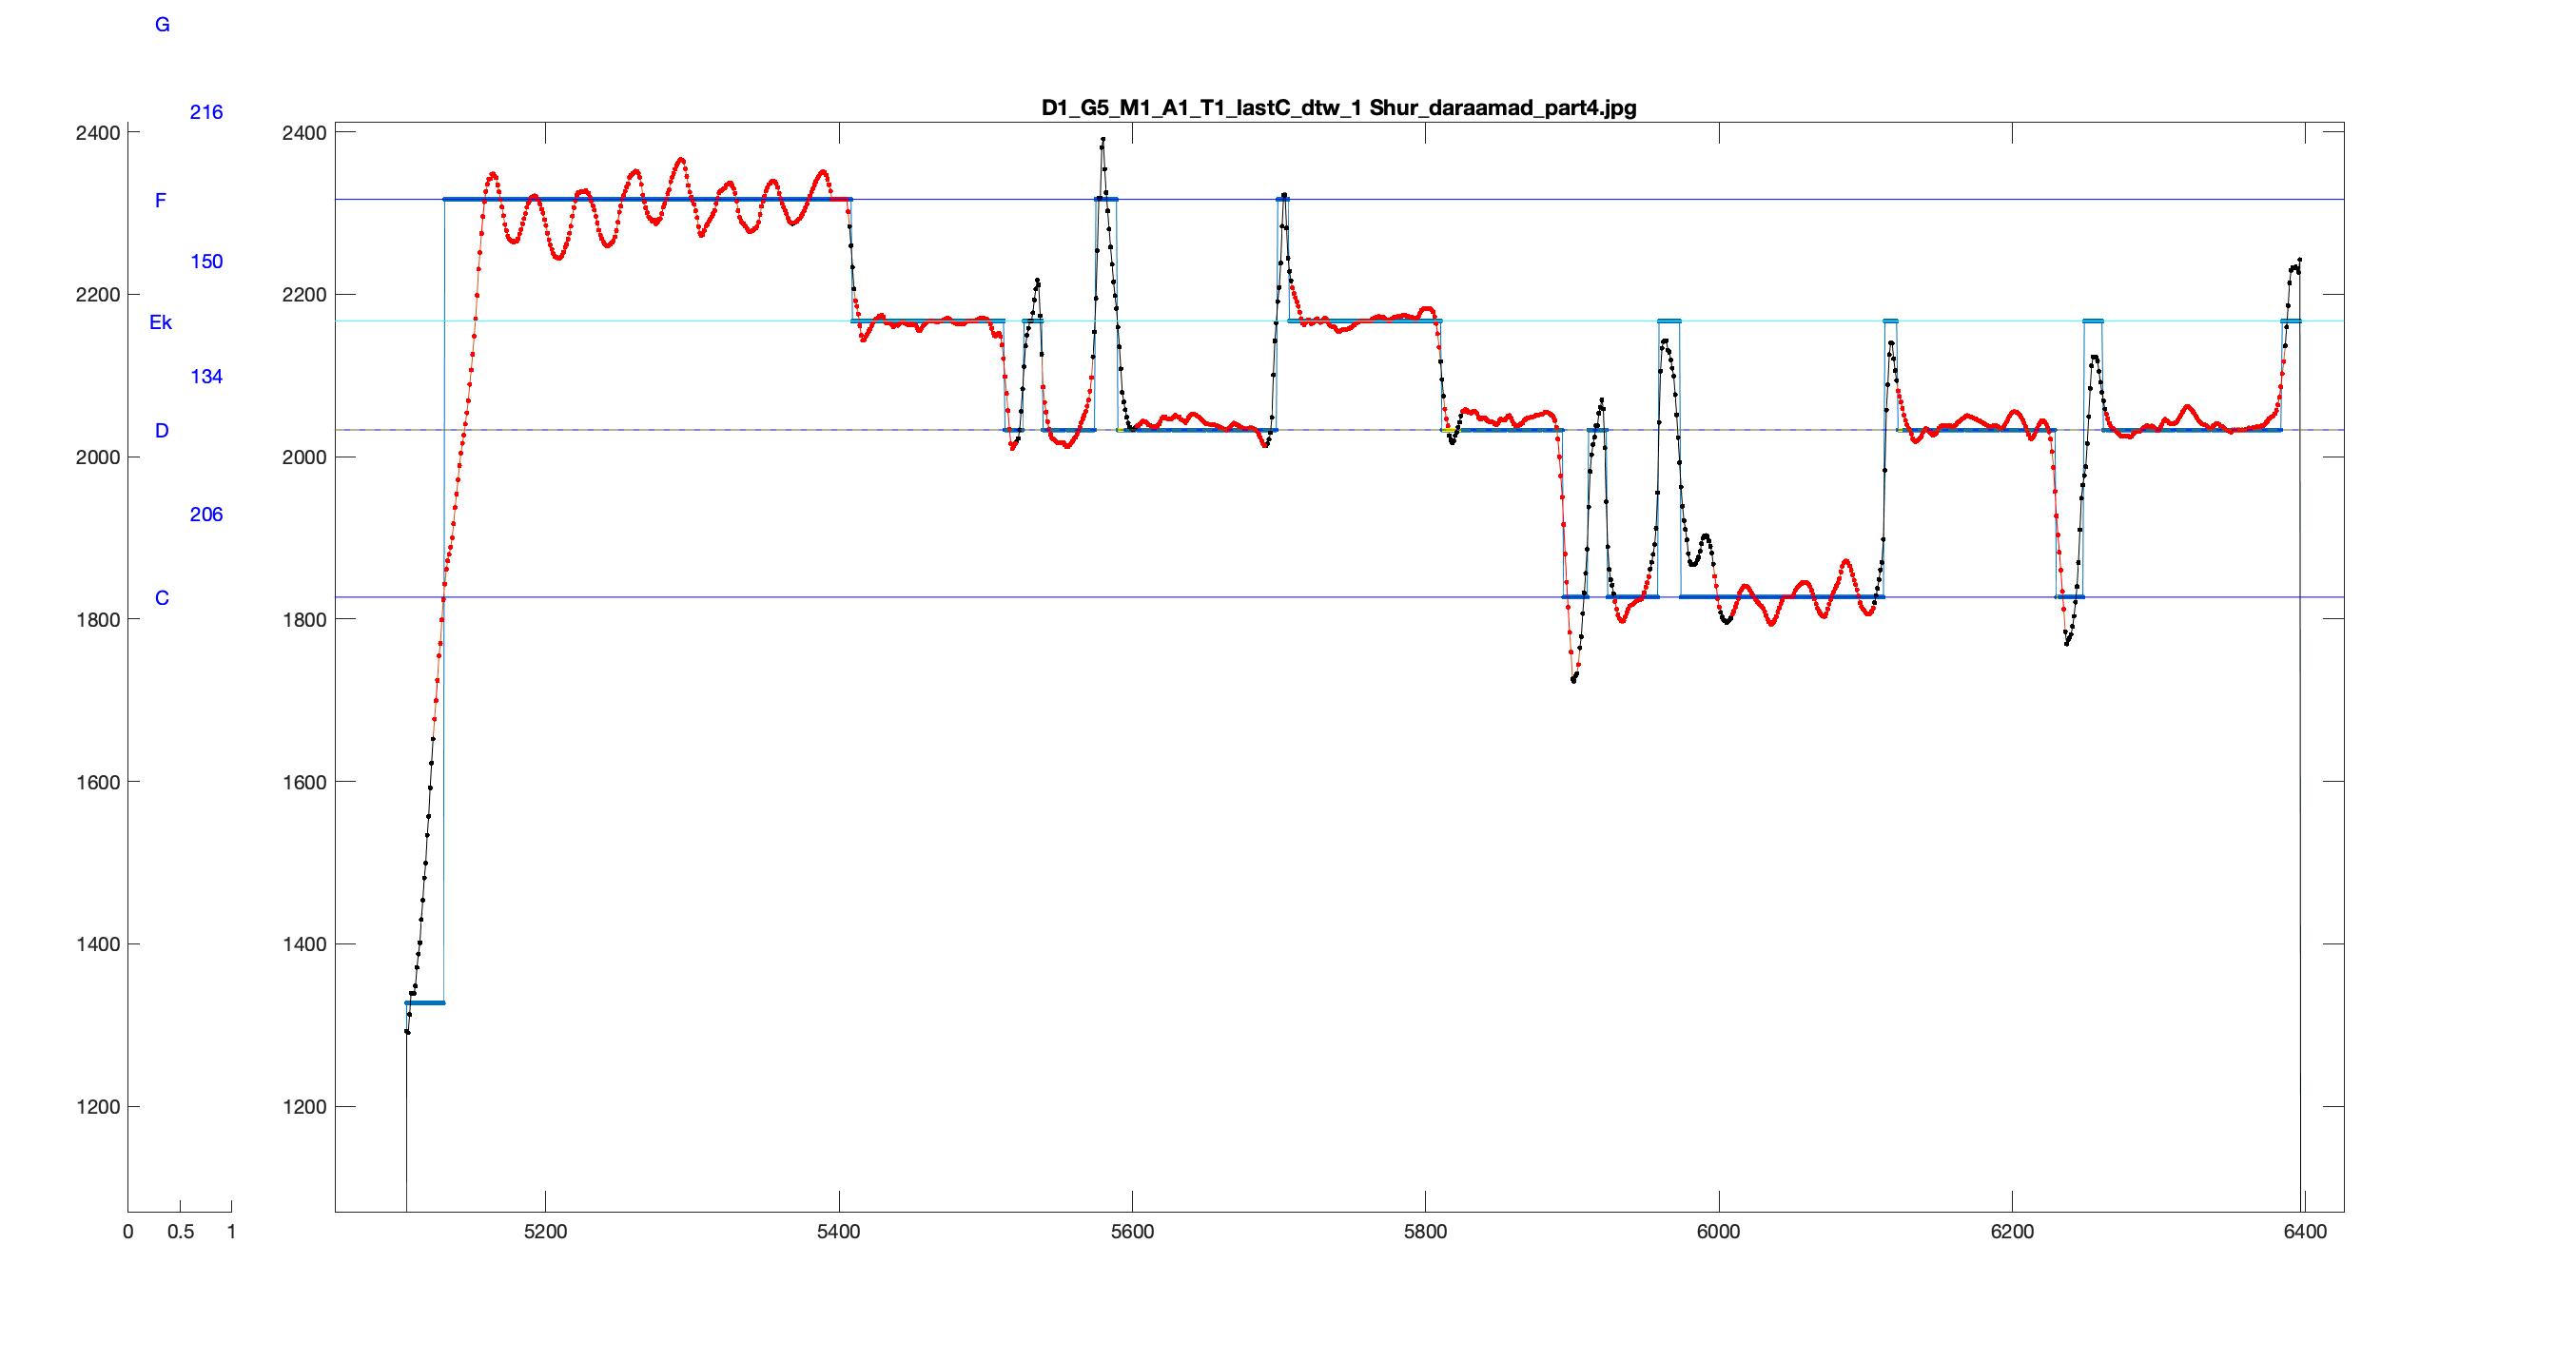 G
216
D1_G5_M1_A1_T1_lastC_dtw_1 Shur_daraamad_part4.jpg
2400 2400
F
150
2200 2200
Ek
134
D
2000 2000
206
C
1800 1800
1600 1600
1400 1400
1200 1200
0 0.5 1 5200 5400 5600 5800 6000 6200 6400